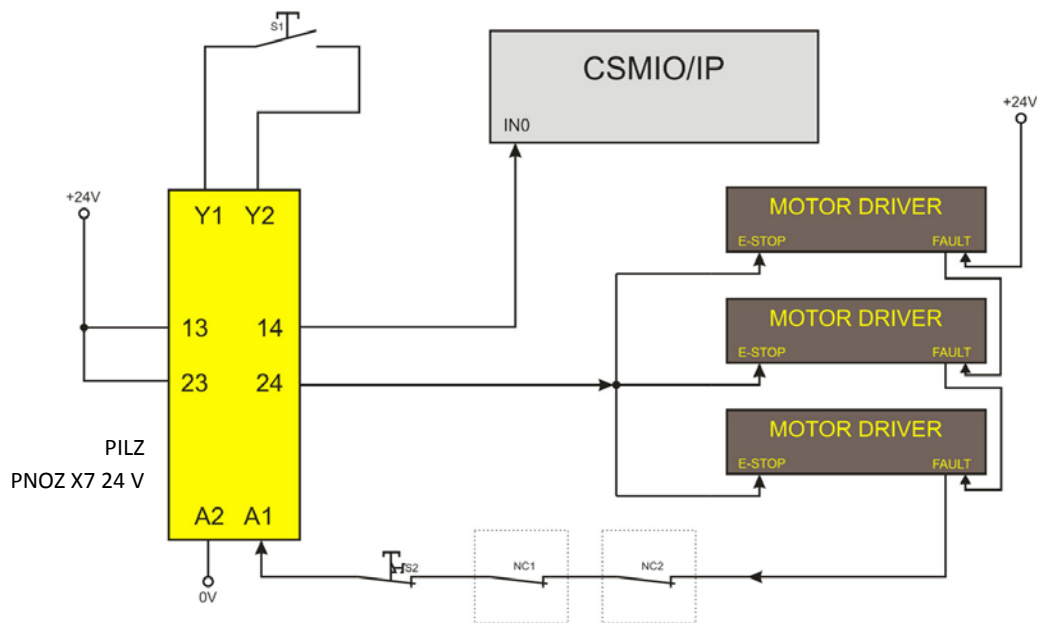 S1
CSMIO/IP
IN0
+24V
+24V
Y1 Y2
MOTOR DRIVER
E-STOP FAULT
13 14
MOTOR DRIVER
E-STOP FAULT
23 24
MOTOR DRIVER
E-STOP FAULT
PILZ
PNOZ X7 24 V
A2 A1
S2
NC1
NC2
0V